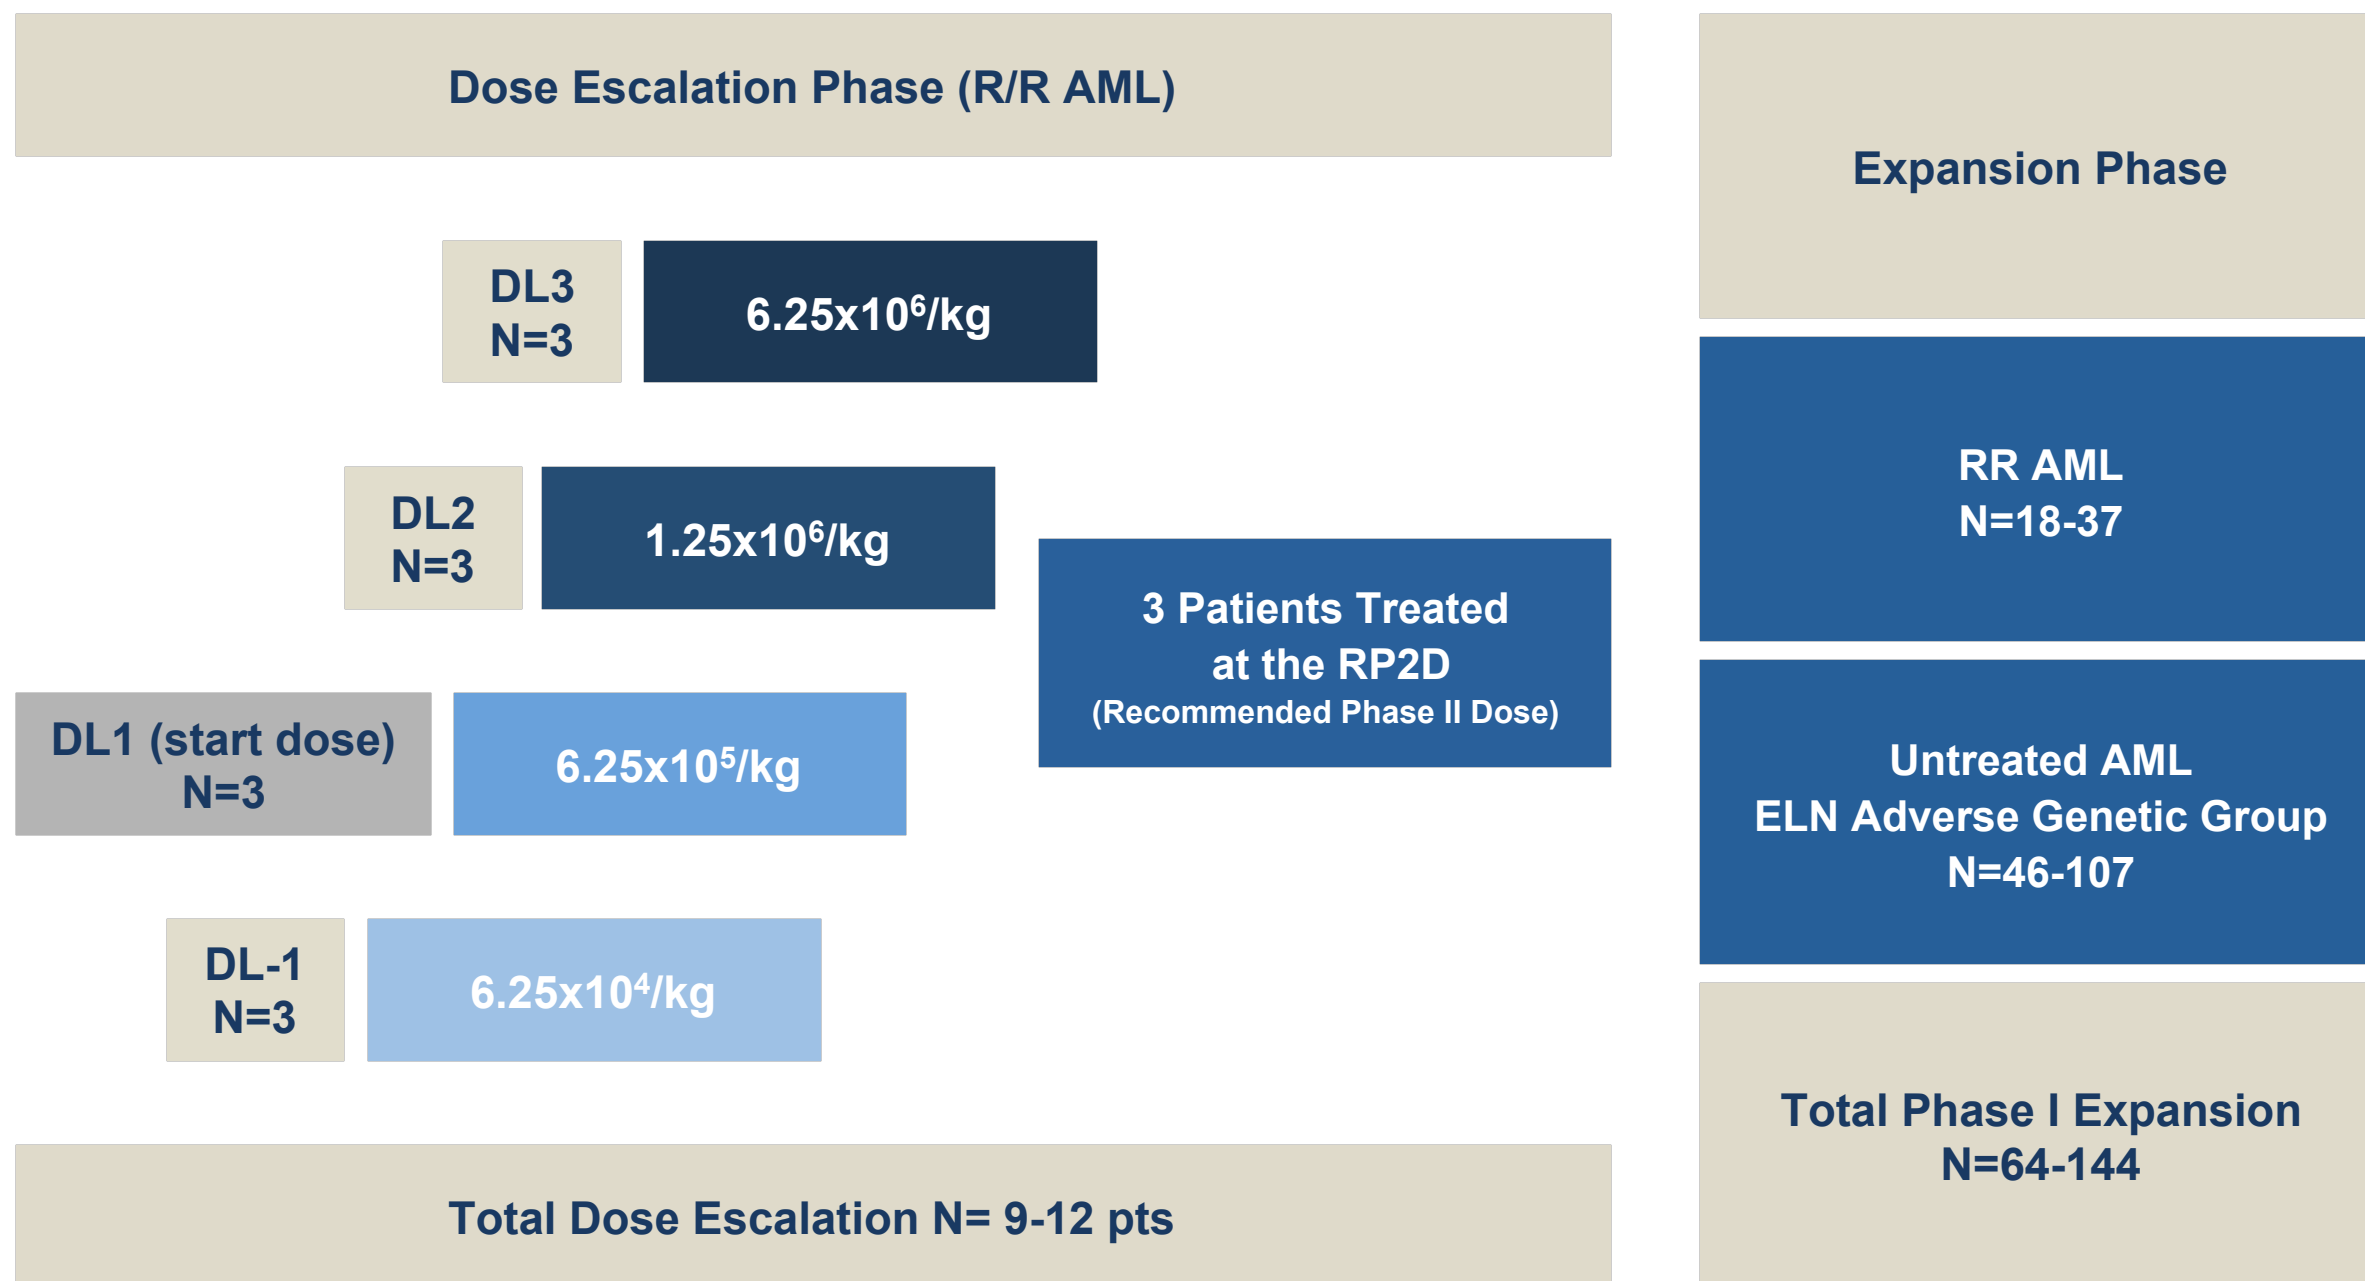 Dose Escalation Phase (R/R AML)
DL3
N=3
6.25x10⁶/kg
DL2
N=3
1.25x10⁶/kg
DL1 (start dose)
N=3
6.25x10⁵/kg
DL-1
N=3
6.25x10⁴/kg
3 Patients Treated
at the RP2D
(Recommended Phase II Dose)
Total Dose Escalation N= 9-12 pts
Expansion Phase
RR AML
N=18-37
Untreated AML
ELN Adverse Genetic Group
N=46-107
Total Phase I Expansion
N=64-144